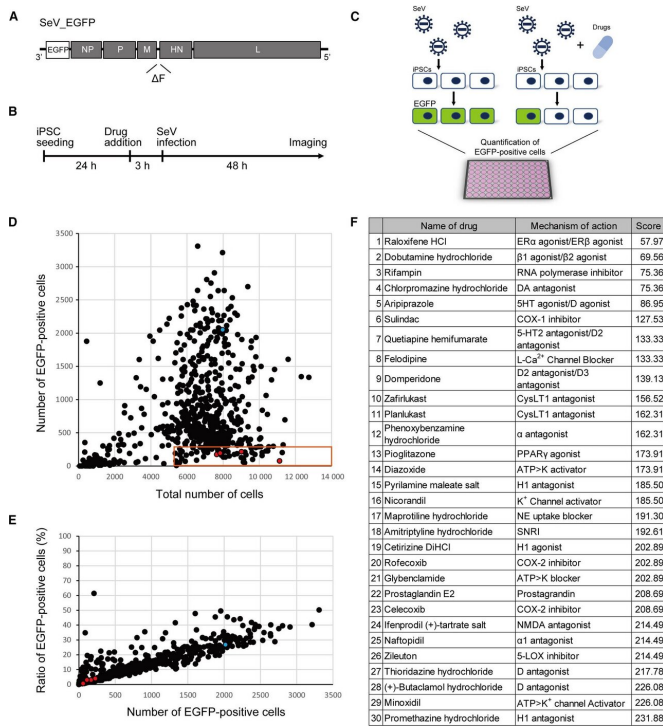 A
SeV_EGFP
EGFP NP P M HN L
3' 5'
ΔF
B
iPSC seeding
Drug addition
SeV infection
Imaging
24 h 3 h 48 h
C
SeV SeV
Drugs
+
iPSCs iPSCs
EGFP
Quantification of
EGFP-positive cells
D
Number of EGFP-positive cells
3500
3000
2500
2000
1500
1000
500
0
0 2000 4000 6000 8000 10 000 12 000 14 000
Total number of cells
E
Ratio of EGFP-positive cells (%)
100
90
80
70
60
50
40
30
20
10
0
0 500 1000 1500 2000 2500 3000 3500
Number of EGFP-positive cells
F
Name of drug Mechanism of action Score
1 Raloxifene HCl ERα agonist/ERβ agonist 57.97
2 Dobutamine hydrochloride β1 agonist/β2 agonist 69.56
3 Rifampin RNA polymerase inhibitor 75.36
4 Chlorpromazine hydrochloride DA antagonist 75.36
5 Aripiprazole 5HT agonist/D agonist 86.95
6 Sulindac COX-1 inhibitor 127.53
7 Quetiapine hemifumarate 5-HT2 antagonist/D2 antagonist 133.33
8 Felodipine L-Ca2+ Channel Blocker 133.33
9 Domperidone D2 antagonist/D3 antagonist 139.13
10 Zafirlukast CysLT1 antagonist 156.52
11 Planlukast CysLT1 antagonist 162.31
12 Phenoxybenzamine hydrochloride α antagonist 162.31
13 Pioglitazone PPARγ agonist 173.91
14 Diazoxide ATP>K activator 173.91
15 Pyrilamine maleate salt H1 antagonist 185.50
16 Nicorandil K+ Channel activator 185.50
17 Maprotiline hydrochloride NE uptake blocker 191.30
18 Amitriptyline hydrochloride SNRI 192.61
19 Cetirizine DiHCl H1 agonist 202.89
20 Rofecoxib COX-2 inhibitor 202.89
21 Glybenclamide ATP>K blocker 202.89
22 Prostaglandin E2 Prostagrandin 208.69
23 Celecoxib COX-2 inhibitor 208.69
24 Ifenprodil (+)-tartrate salt NMDA antagonist 214.49
25 Naftopidil α1 antagonist 214.49
26 Zileuton 5-LOX inhibitor 214.49
27 Thioridazine hydrochloride D antagonist 217.78
28 (+)-Butaclamol hydrochloride D antagonist 226.08
29 Minoxidil ATP>K+ channel Activator 226.08
30 Promethazine hydrochloride H1 antagonist 231.88